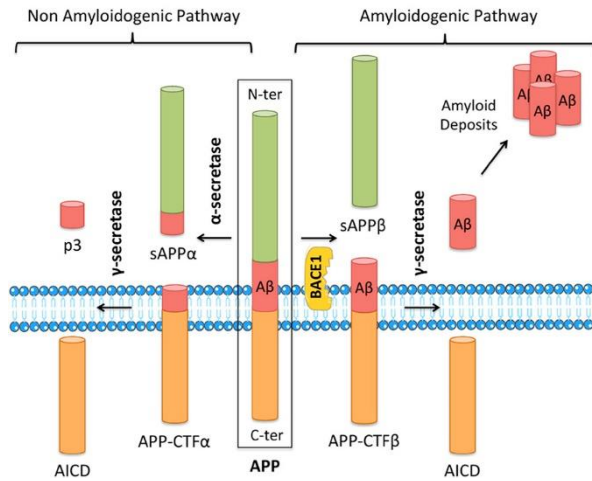 Non Amyloidogenic Pathway
Amyloidogenic Pathway
N-ter
Aβ
Aβ
Aβ
Aβ
Amyloid
Deposits
α-secretase
sAPPβ
γ-secretase
p3
γ-secretase
sAPPα
Aβ
BACE1
Aβ
Aβ
C-ter
APP-CTFα
APP-CTFβ
AICD
APP
AICD